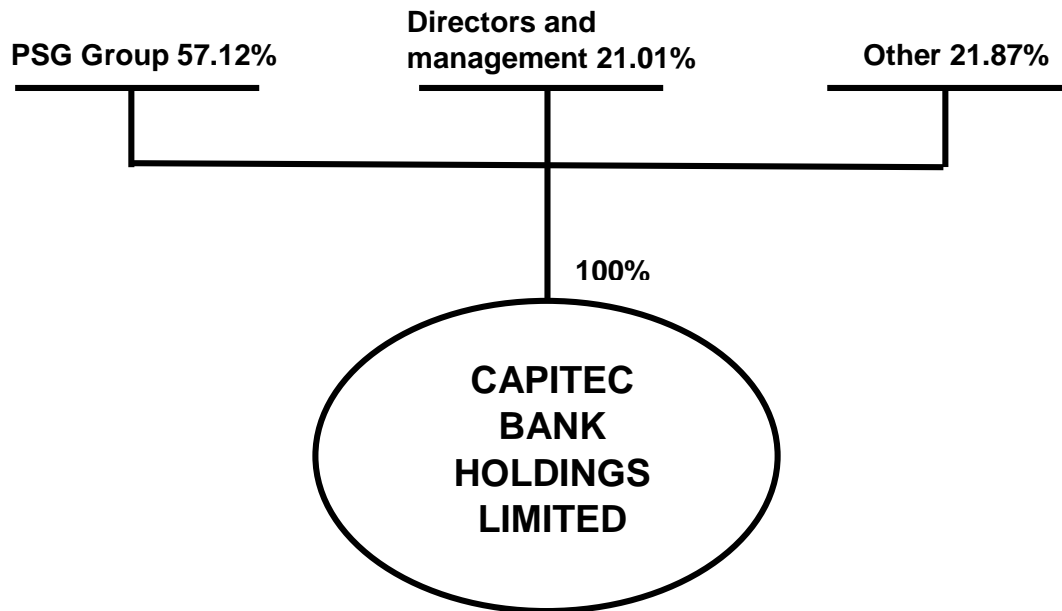 PSG Group 57.12%
Directors and
management 21.01%
Other 21.87%
100%
CAPITEC
BANK
HOLDINGS
LIMITED